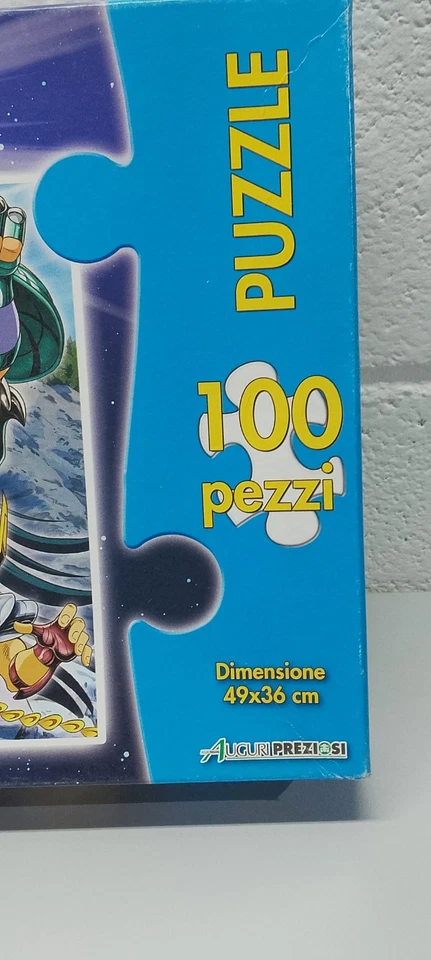 PUZZLE
100
pezzi
Dimensione
49x36 cm
AUGURI PREZIOSI